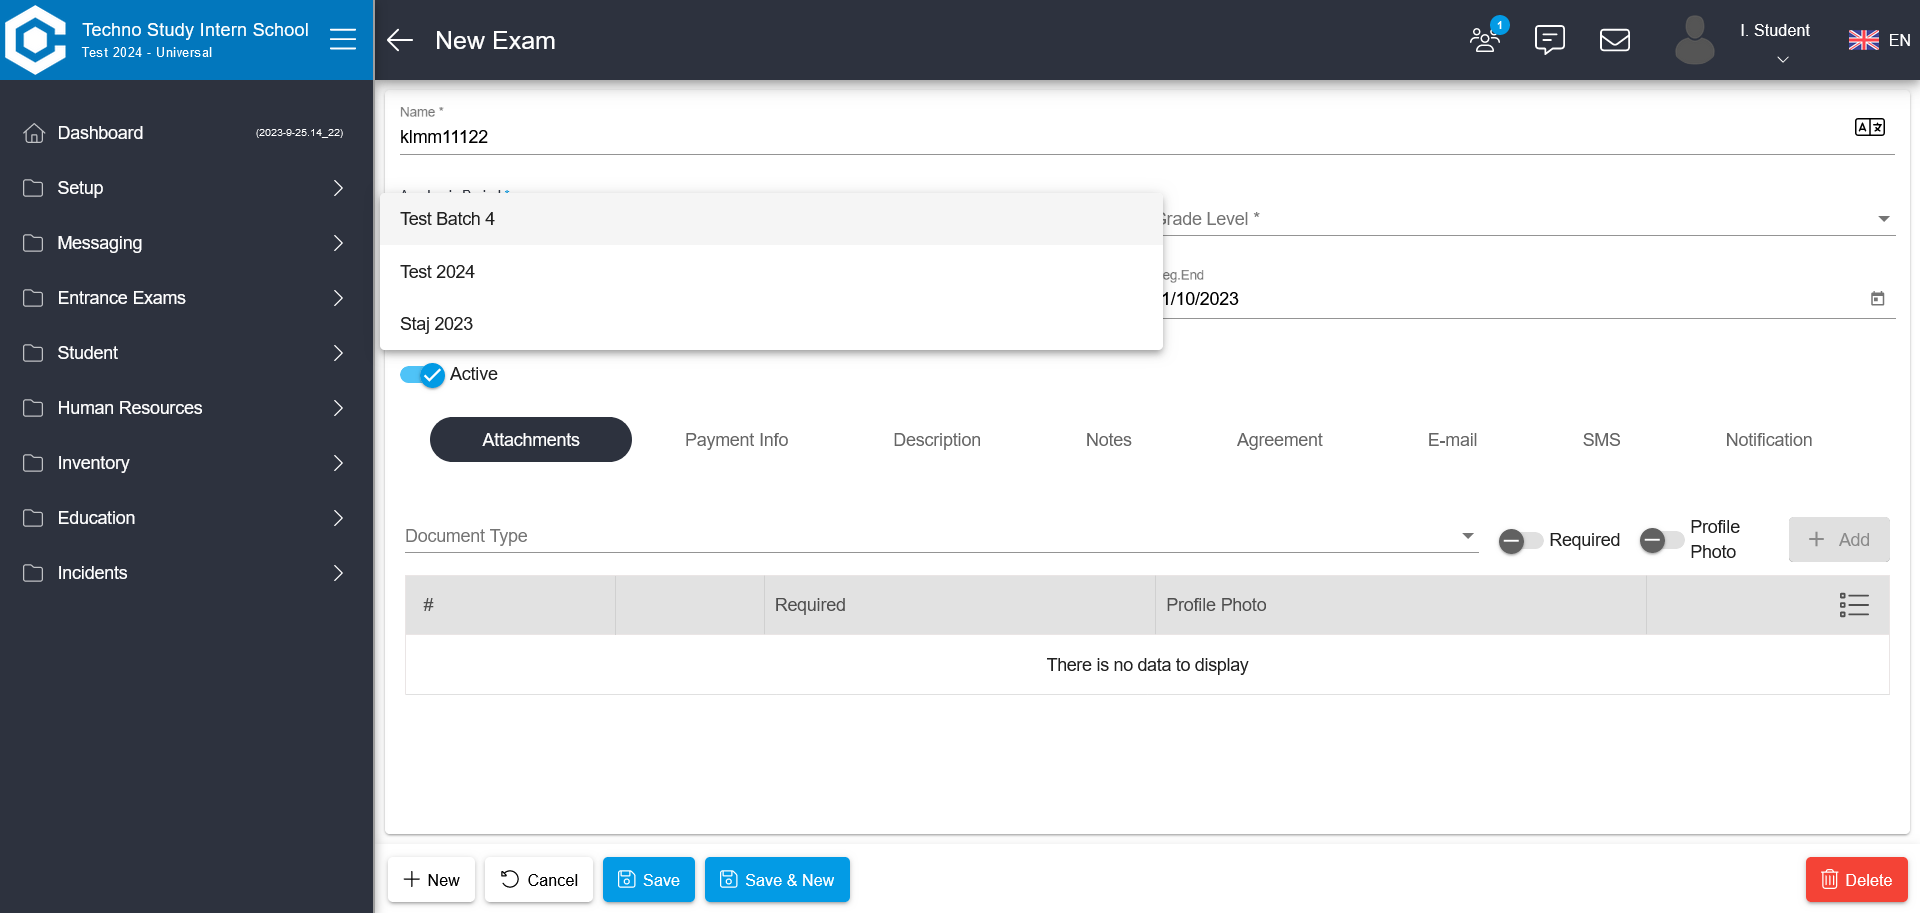 Techno Study Intern School
Test 2024 - Universal
New Exam
1
I. Student
EN
Dashboard
(2023-9-25.14_22)
Setup
Messaging
Entrance Exams
Student
Human Resources
Inventory
Education
Incidents
Name *
klmm11122
Test Batch 4
Test 2024
Staj 2023
Grade Level *
eg.End
1/10/2023
Active
Attachments
Payment Info
Description
Notes
Agreement
E-mail
SMS
Notification
Document Type
Required
Profile
Photo
Add
#
Required
Profile Photo
There is no data to display
New
Cancel
Save
Save & New
Delete